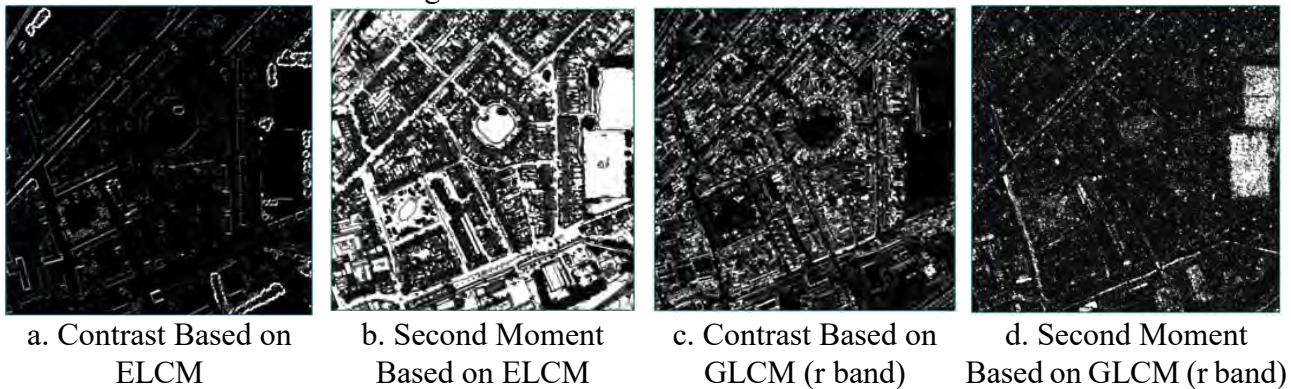 a. Contrast Based on ELCM
b. Second Moment Based on ELCM
c. Contrast Based on GLCM (r band)
d. Second Moment Based on GLCM (r band)